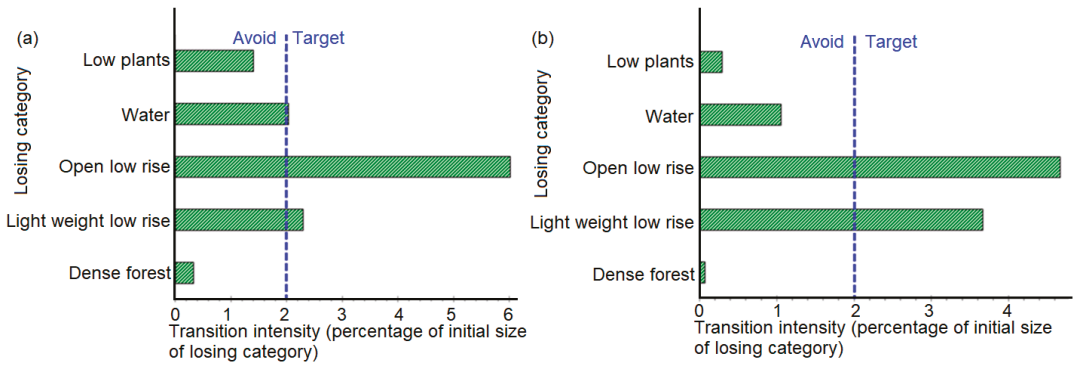 (a)
Avoid Target
Losing category
Low plants
Water
Open low rise
Light weight low rise
Dense forest
0 1 2 3 4 5 6
Transition intensity (percentage of initial size
of losing category)
(b)
Avoid Target
Losing category
Low plants
Water
Open low rise
Light weight low rise
Dense forest
0 1 2 3 4
Transition intensity (percentage of initial size
of losing category)